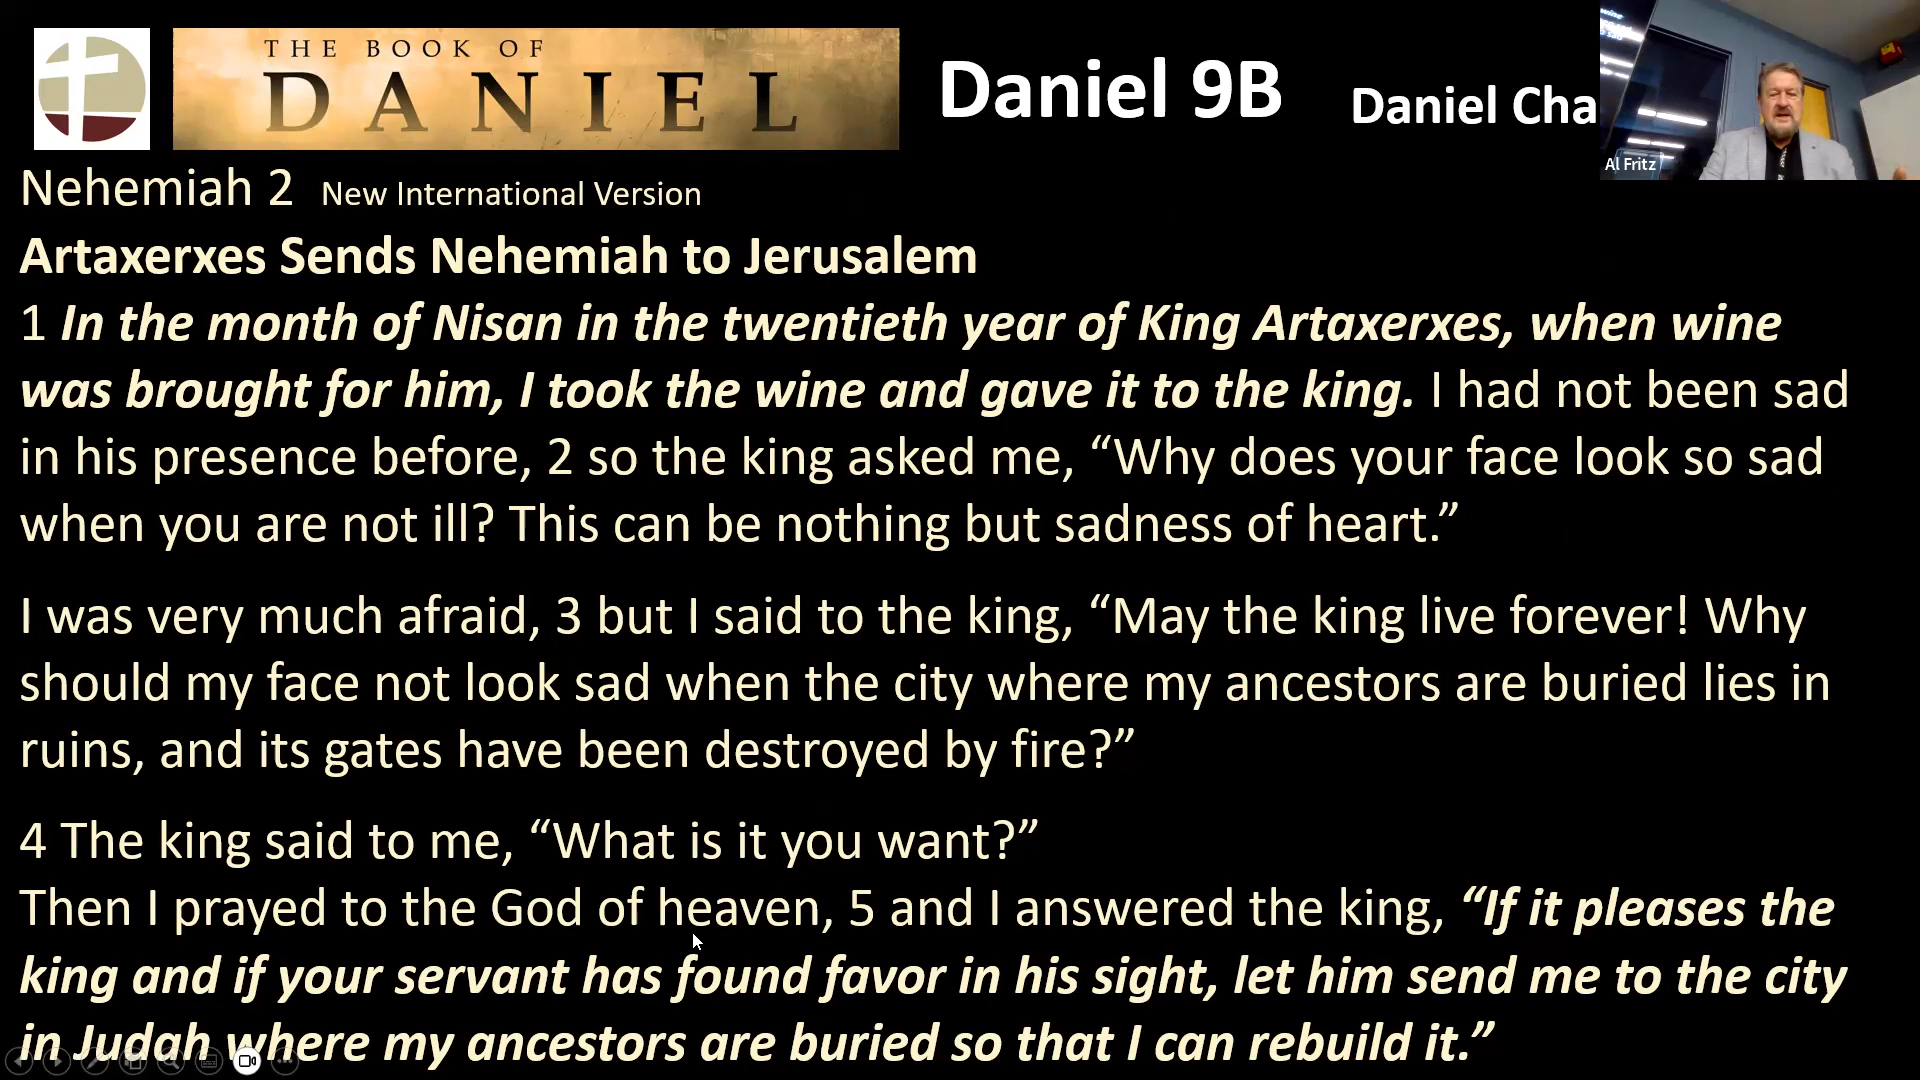 THE BOOK OF
DANIEL
Daniel 9B
Daniel Cha
Al Fritz
Nehemiah 2 New International Version
Artaxerxes Sends Nehemiah to Jerusalem
1 In the month of Nisan in the twentieth year of King Artaxerxes, when wine
was brought for him, I took the wine and gave it to the king. I had not been sad
in his presence before, 2 so the king asked me, “Why does your face look so sad
when you are not ill? This can be nothing but sadness of heart.”
I was very much afraid, 3 but I said to the king, “May the king live forever! Why
should my face not look sad when the city where my ancestors are buried lies in
ruins, and its gates have been destroyed by fire?”
4 The king said to me, “What is it you want?”
Then I prayed to the God of heaven, 5 and I answered the king, “If it pleases the
king and if your servant has found favor in his sight, let him send me to the city
in Judah where my ancestors are buried so that I can rebuild it.”